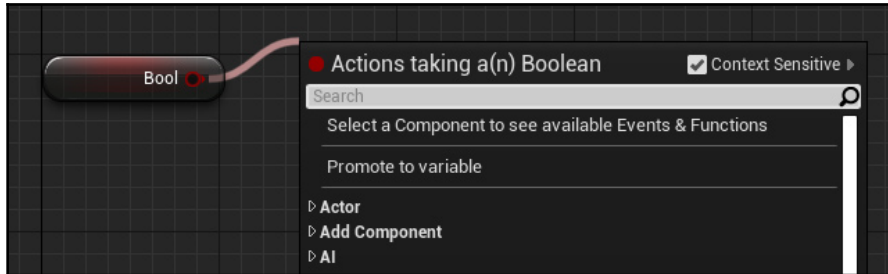 Bool
Actions taking a(n) Boolean
Context Sensitive
Search
Select a Component to see available Events & Functions
Promote to variable
Actor
Add Component
AI